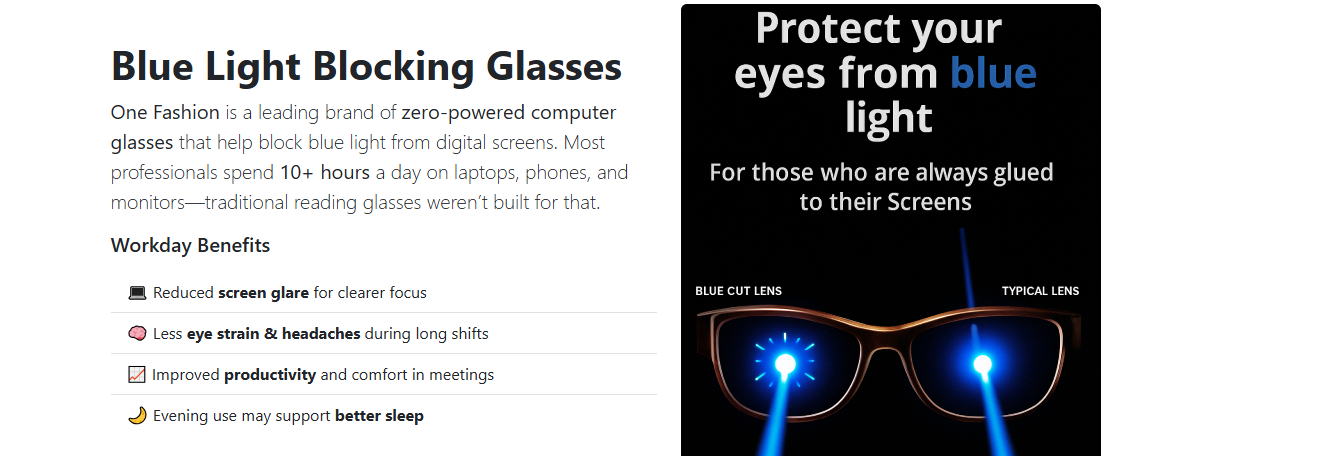 Blue Light Blocking Glasses
One Fashion is a leading brand of zero-powered computer
glasses that help block blue light from digital screens. Most
professionals spend 10+ hours a day on laptops, phones, and
monitors—traditional reading glasses weren’t built for that.
Workday Benefits
Reduced screen glare for clearer focus
Less eye strain & headaches during long shifts
Improved productivity and comfort in meetings
Evening use may support better sleep
Protect your
eyes from blue
light
For those who are always glued
to their Screens
BLUE CUT LENS
TYPICAL LENS